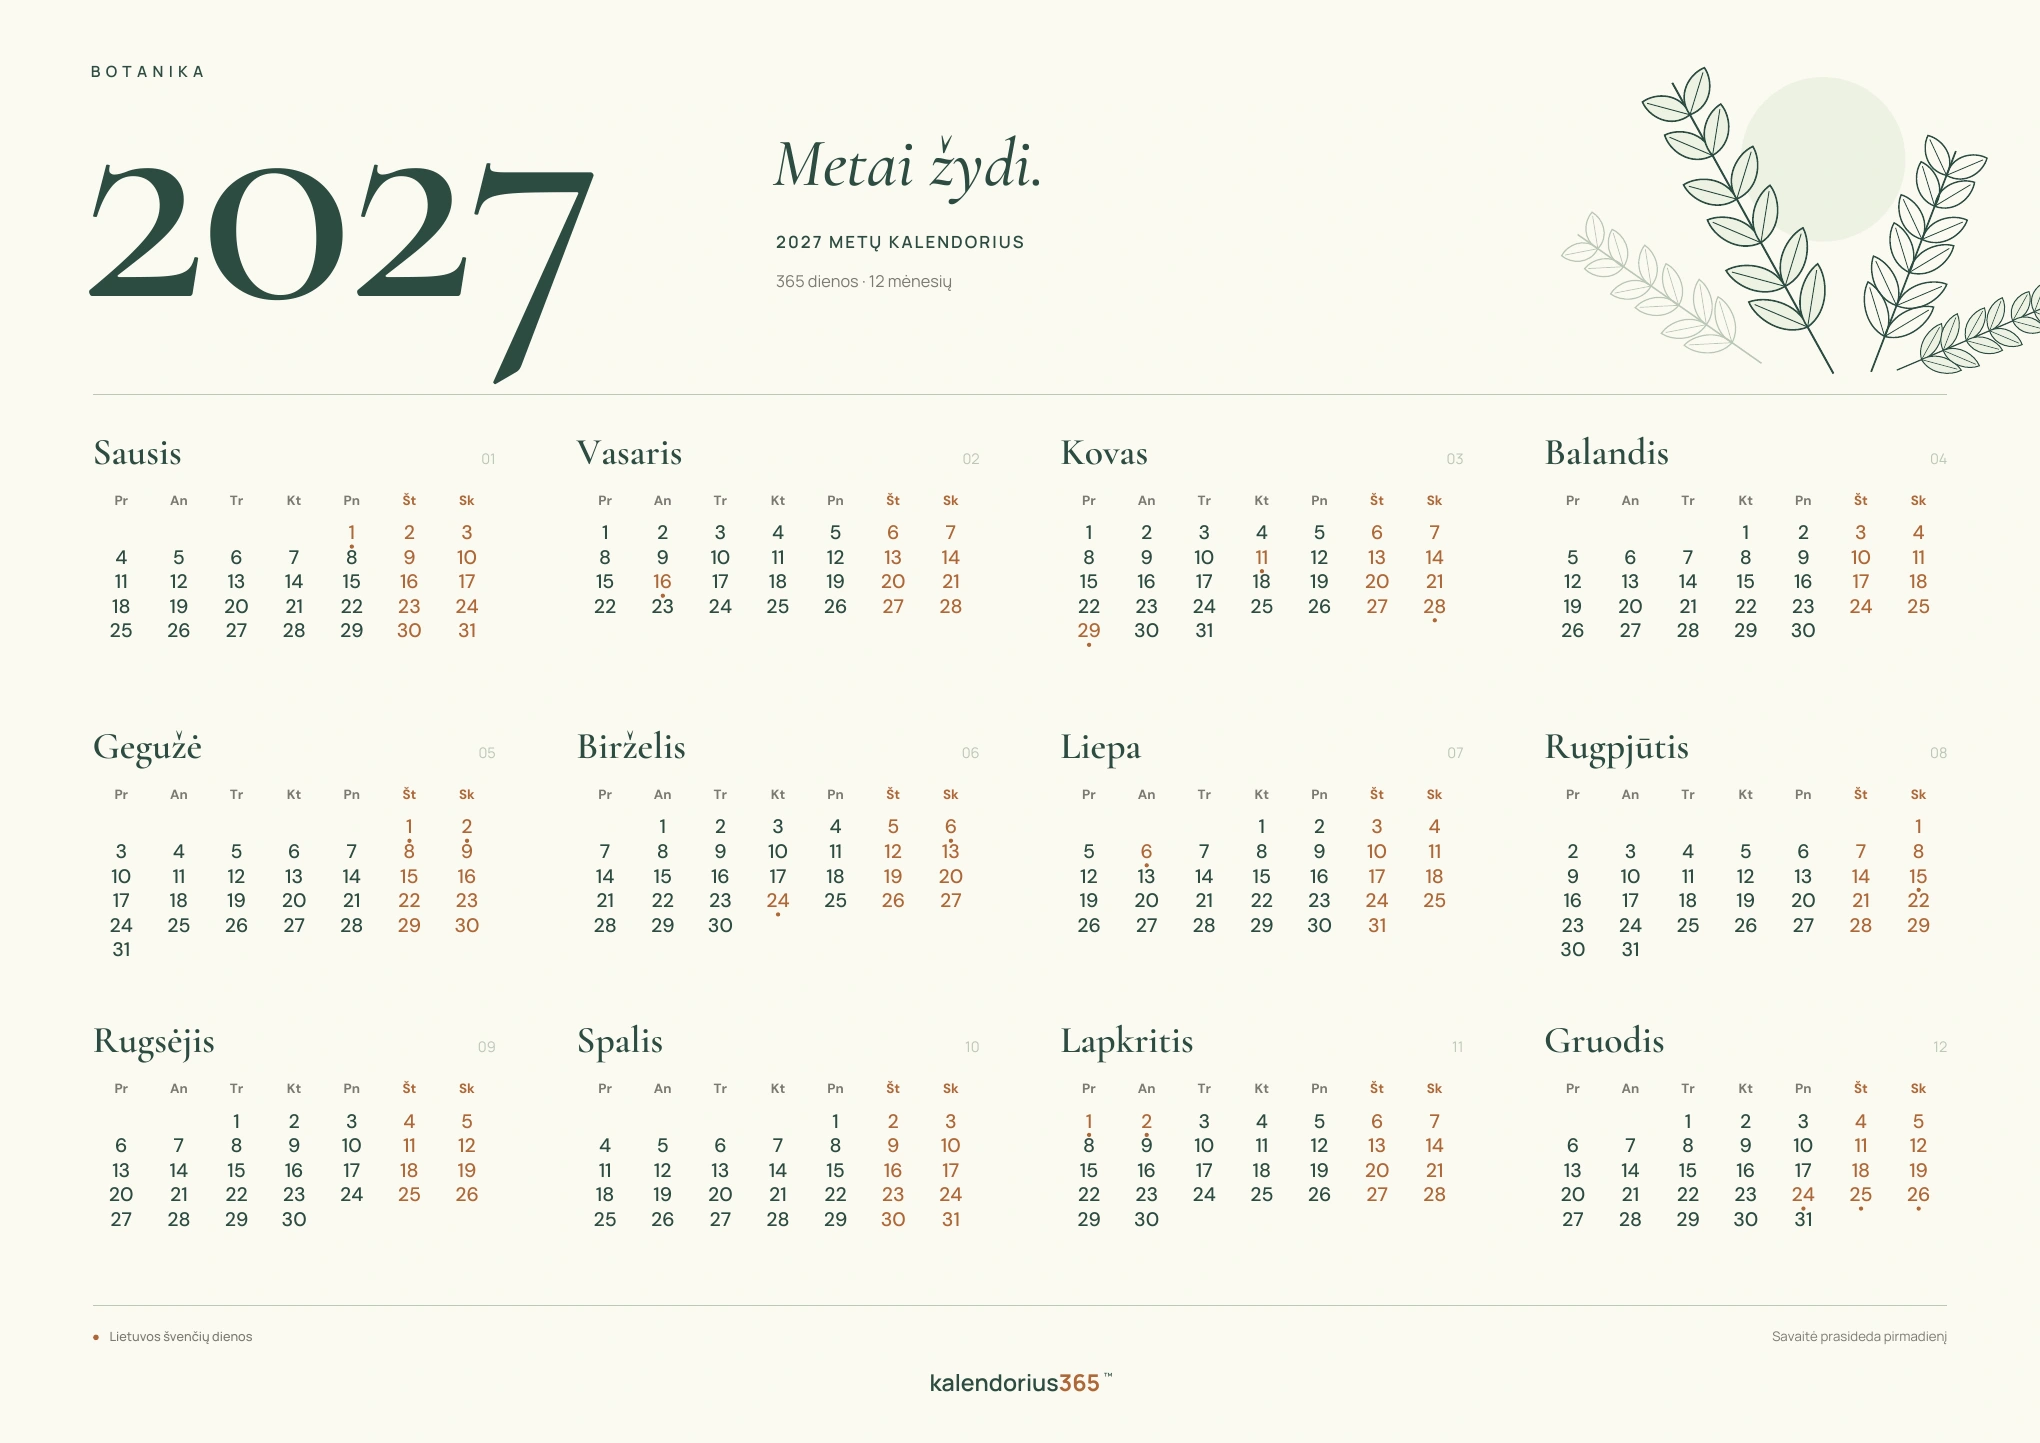 BOTANIKA
2027
Metai žydi.
2027 METŲ KALENDORIUS
365 dienos · 12 mėnesių
Sausis 01
Pr An Tr Kt Pn Št Sk
1 2 3
4 5 6 7 8 9 10
11 12 13 14 15 16 17
18 19 20 21 22 23 24
25 26 27 28 29 30 31
Vasaris 02
Pr An Tr Kt Pn Št Sk
1 2 3 4 5 6 7
8 9 10 11 12 13 14
15 16 17 18 19 20 21
22 23 24 25 26 27 28
Kovas 03
Pr An Tr Kt Pn Št Sk
1 2 3 4 5 6 7
8 9 10 11 12 13 14
15 16 17 18 19 20 21
22 23 24 25 26 27 28
29 30 31
Balandis 04
Pr An Tr Kt Pn Št Sk
1 2 3 4
5 6 7 8 9 10 11
12 13 14 15 16 17 18
19 20 21 22 23 24 25
26 27 28 29 30
Gegužė 05
Pr An Tr Kt Pn Št Sk
1 2
3 4 5 6 7 8 9
10 11 12 13 14 15 16
17 18 19 20 21 22 23
24 25 26 27 28 29 30
31
Birželis 06
Pr An Tr Kt Pn Št Sk
1 2 3 4 5 6
7 8 9 10 11 12 13
14 15 16 17 18 19 20
21 22 23 24 25 26 27
28 29 30
Liepa 07
Pr An Tr Kt Pn Št Sk
1 2 3 4
5 6 7 8 9 10 11
12 13 14 15 16 17 18
19 20 21 22 23 24 25
26 27 28 29 30 31
Rugpjūtis 08
Pr An Tr Kt Pn Št Sk
1
2 3 4 5 6 7 8
9 10 11 12 13 14 15
16 17 18 19 20 21 22
23 24 25 26 27 28 29
30 31
Rugsėjis 09
Pr An Tr Kt Pn Št Sk
1 2 3 4 5
6 7 8 9 10 11 12
13 14 15 16 17 18 19
20 21 22 23 24 25 26
27 28 29 30
Spalis 10
Pr An Tr Kt Pn Št Sk
1 2 3
4 5 6 7 8 9 10
11 12 13 14 15 16 17
18 19 20 21 22 23 24
25 26 27 28 29 30 31
Lapkritis 11
Pr An Tr Kt Pn Št Sk
1 2 3 4 5 6 7
8 9 10 11 12 13 14
15 16 17 18 19 20 21
22 23 24 25 26 27 28
29 30
Gruodis 12
Pr An Tr Kt Pn Št Sk
1 2 3 4 5
6 7 8 9 10 11 12
13 14 15 16 17 18 19
20 21 22 23 24 25 26
27 28 29 30 31
• Lietuvos švenčių dienos
Savaitė prasideda pirmadienį
kalendorius365™